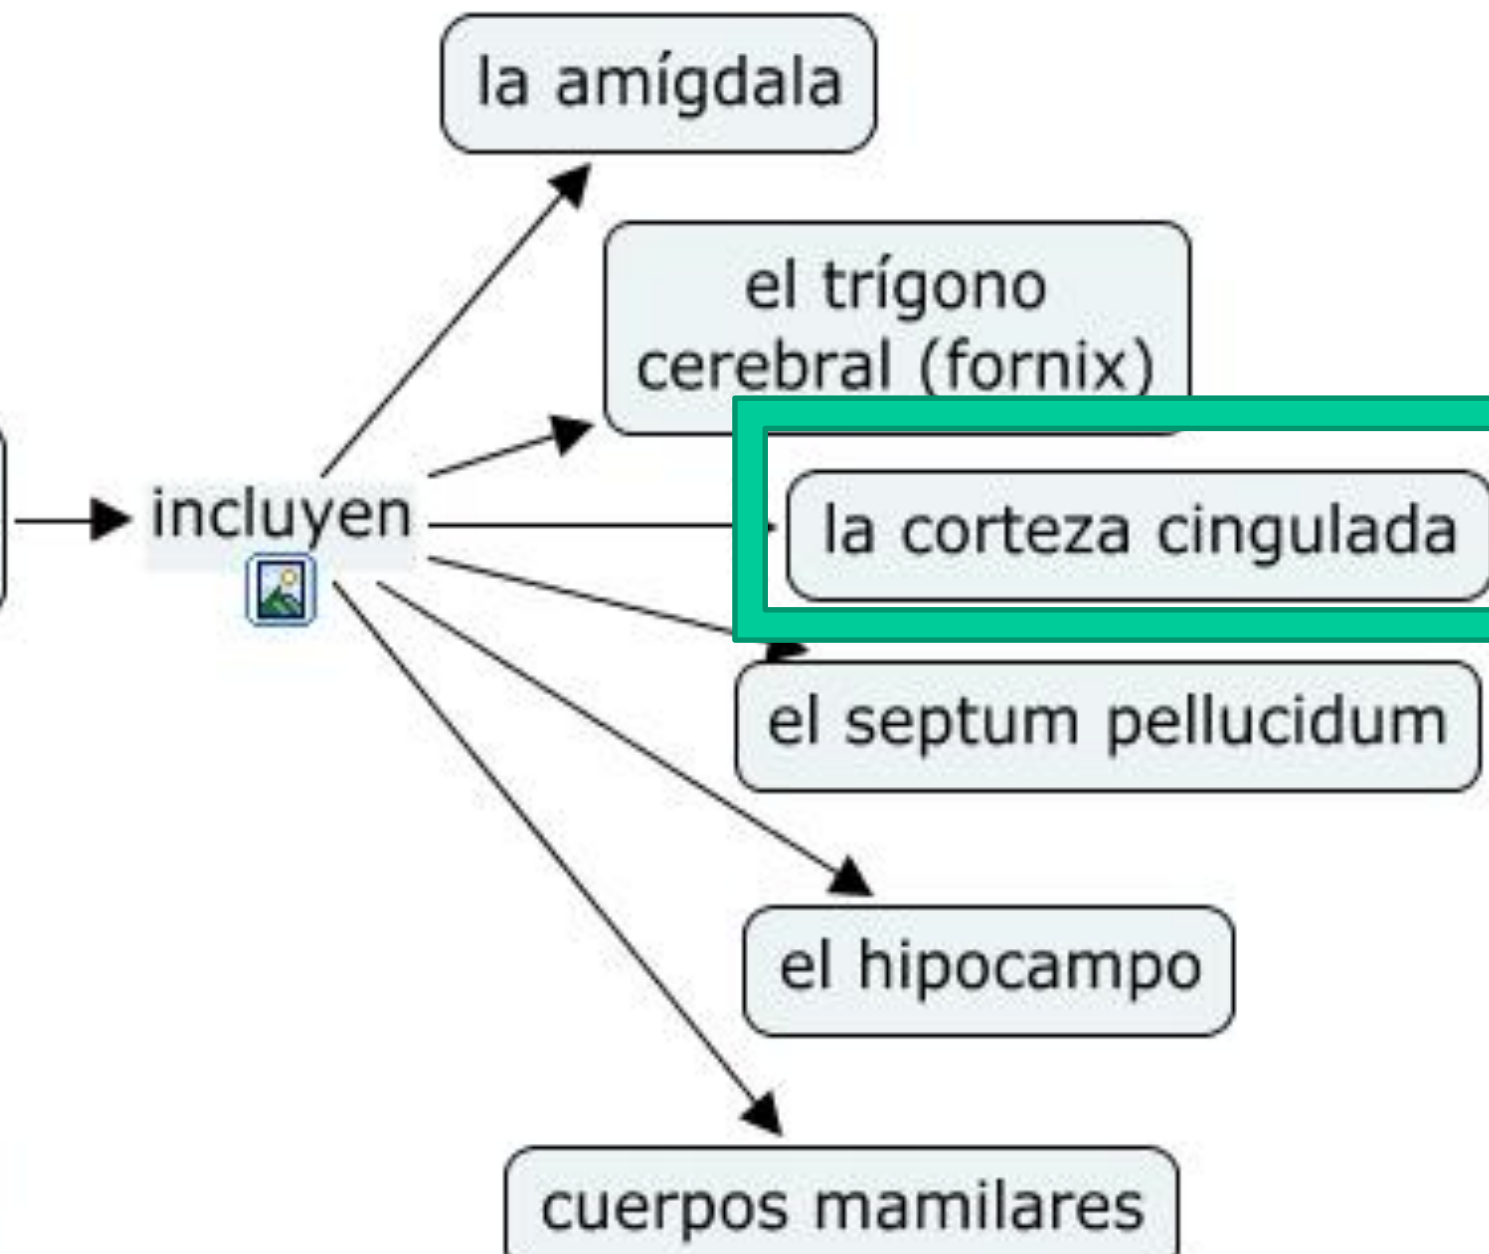 la amígdala
el trígono
cerebral (fornix)
incluyen
la corteza cingulada
el septum pellucidum
el hipocampo
cuerpos mamilares